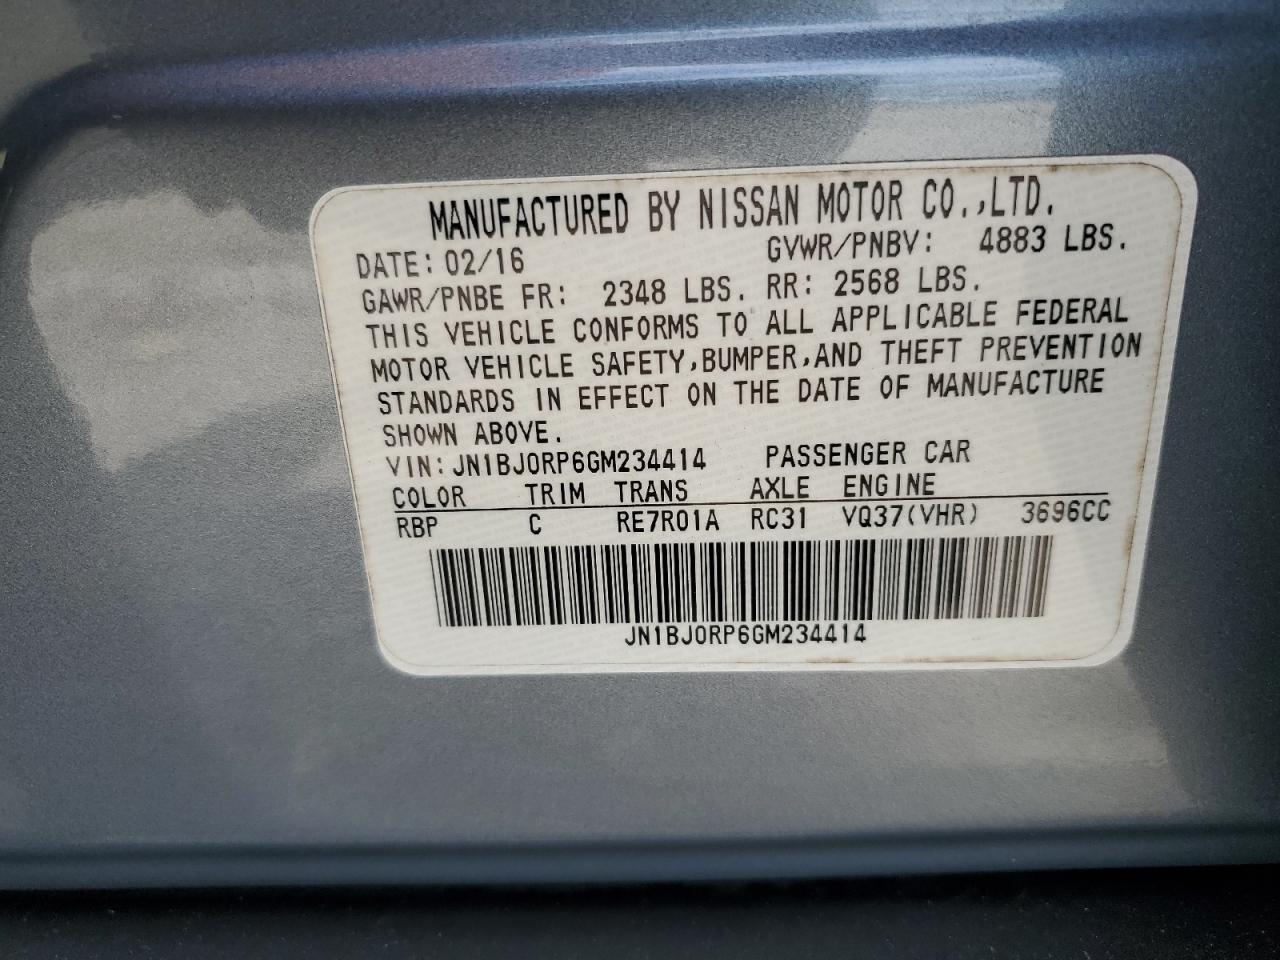 MANUFACTURED BY NISSAN MOTOR CO.,LTD.
DATE: 02/16 GVWR/PNBV: 4883 LBS.
GAWR/PNBE FR: 2348 LBS. RR: 2568 LBS.
THIS VEHICLE CONFORMS TO ALL APPLICABLE FEDERAL
MOTOR VEHICLE SAFETY,BUMPER,AND THEFT PREVENTION
STANDARDS IN EFFECT ON THE DATE OF MANUFACTURE
SHOWN ABOVE.
VIN: JN1BJ0RP6GM234414 PASSENGER CAR
COLOR TRIM TRANS AXLE ENGINE
RBP C RE7R01A RC31 VQ37(VHR) 3696CC
JN1BJ0RP6GM234414